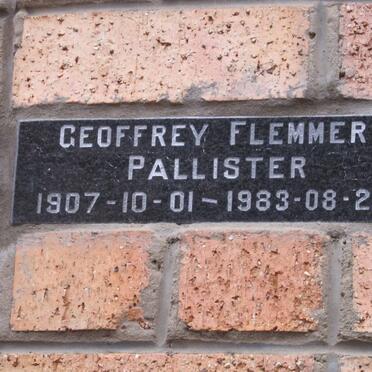 GEOFFREY FLEMMER
PALLISTER
1907-10-01-1983-08-2